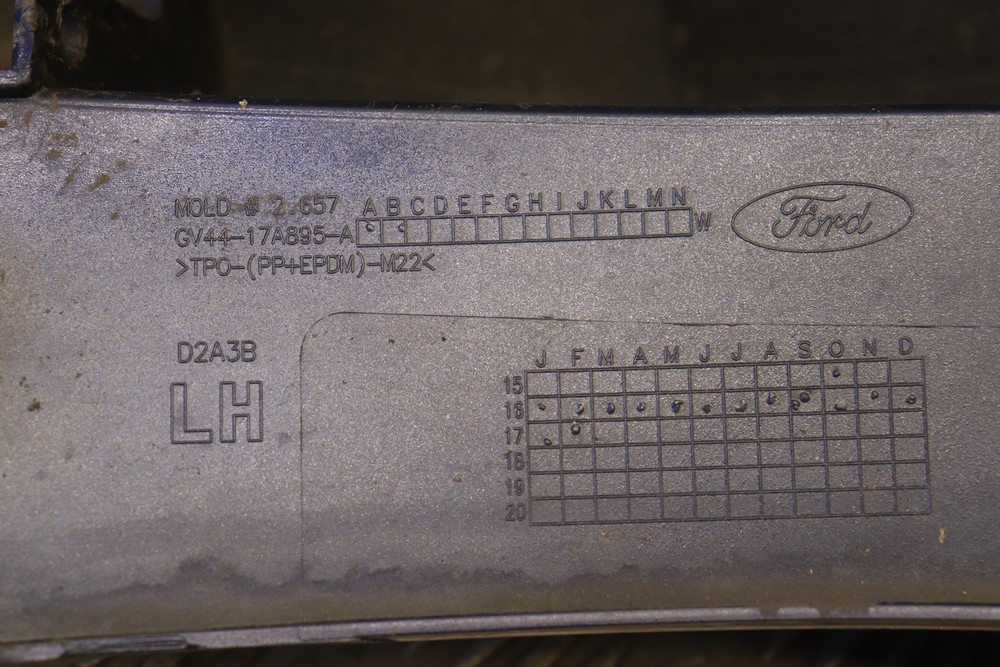 MOLD # 2.657 A B C D E F G H I J K L M N
GV44-17A895-A W
>TPO-(PP+EPDM)-M22<
Ford
D2A3B
LH
J F M A M J J A S O N D
15
16
17
18
19
20